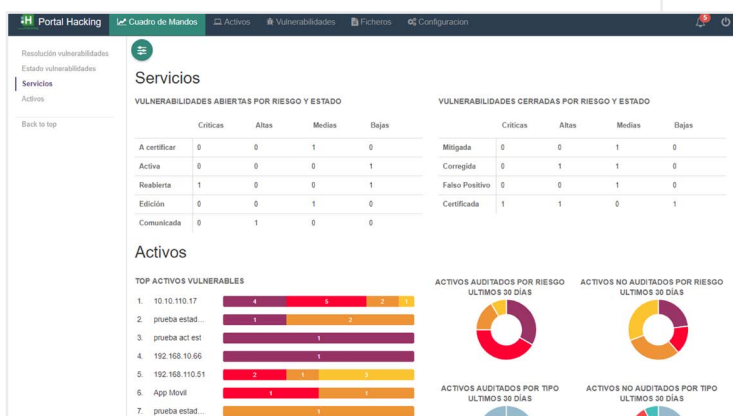 Portal Hacking Cuadro de Mandos Activos Vulnerabilidades Ficheros Configuracion 5
Resolución vulnerabilidades
Estado vulnerabilidades
Servicios
Activos
Back to top
Servicios
VULNERABILIDADES ABIERTAS POR RIESGO Y ESTADO
Críticas Altas Medias Bajas
A certificar 0 0 1 0
Activa 0 0 0 1
Reabierta 1 0 0 1
Edición 0 0 1 0
Comunicada 0 1 0 0
VULNERABILIDADES CERRADAS POR RIESGO Y ESTADO
Críticas Altas Medias Bajas
Mitigada 0 0 1 0
Corregida 0 1 1 0
Falso Positivo 0 0 1 0
Certificada 1 1 0 1
Activos
TOP ACTIVOS VULNERABLES
1. 10.10.110.17 4 5 2 1
2. prueba estad... 1 2
3. prueba act est 1
4. 192.168.10.66 1
5. 192.168.110.51 2 1 3
6. App Movil 1 1
7. prueba estad... 1
ACTIVOS AUDITADOS POR RIESGO
ULTIMOS 30 DÍAS
ACTIVOS NO AUDITADOS POR RIESGO
ULTIMOS 30 DÍAS
ACTIVOS AUDITADOS POR TIPO
ULTIMOS 30 DÍAS
ACTIVOS NO AUDITADOS POR TIPO
ULTIMOS 30 DÍAS